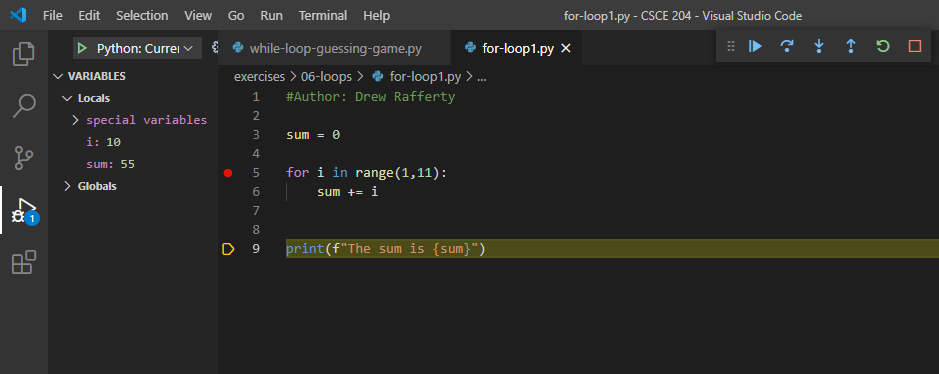 File Edit Selection View Go Run Terminal Help for-loop1.py - CSCE 204 - Visual Studio Code
Python: Currer
VARIABLES
Locals
special variables
i: 10
sum: 55
Globals
1
while-loop-guessing-game.py for-loop1.py
exercises > 06-loops > for-loop1.py > ...
1 #Author: Drew Rafferty
2
3 sum = 0
4
5 for i in range(1,11):
6 sum += i
7
8
9 print(f"The sum is {sum}")